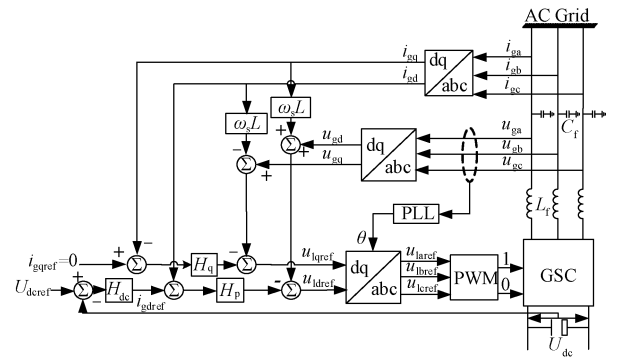 AC Grid
i_gq
i_gd
dq
abc
i_ga
i_gb
i_gc
ω_sL
ω_sL
C_f
+
+
−
+
u_gd
u_gq
dq
abc
u_ga
u_gb
u_gc
Σ
Σ
PLL
L_f
θ
i_gqref=0
+
−
Σ
H_q
−
Σ
u_lqref
dq
abc
u_laref
u_lbref
u_lcref
PWM
1
0
GSC
U_dcref
+
Σ
−
H_dc
i_gdref
Σ
H_p
-
Σ
u_ldref
U_dc